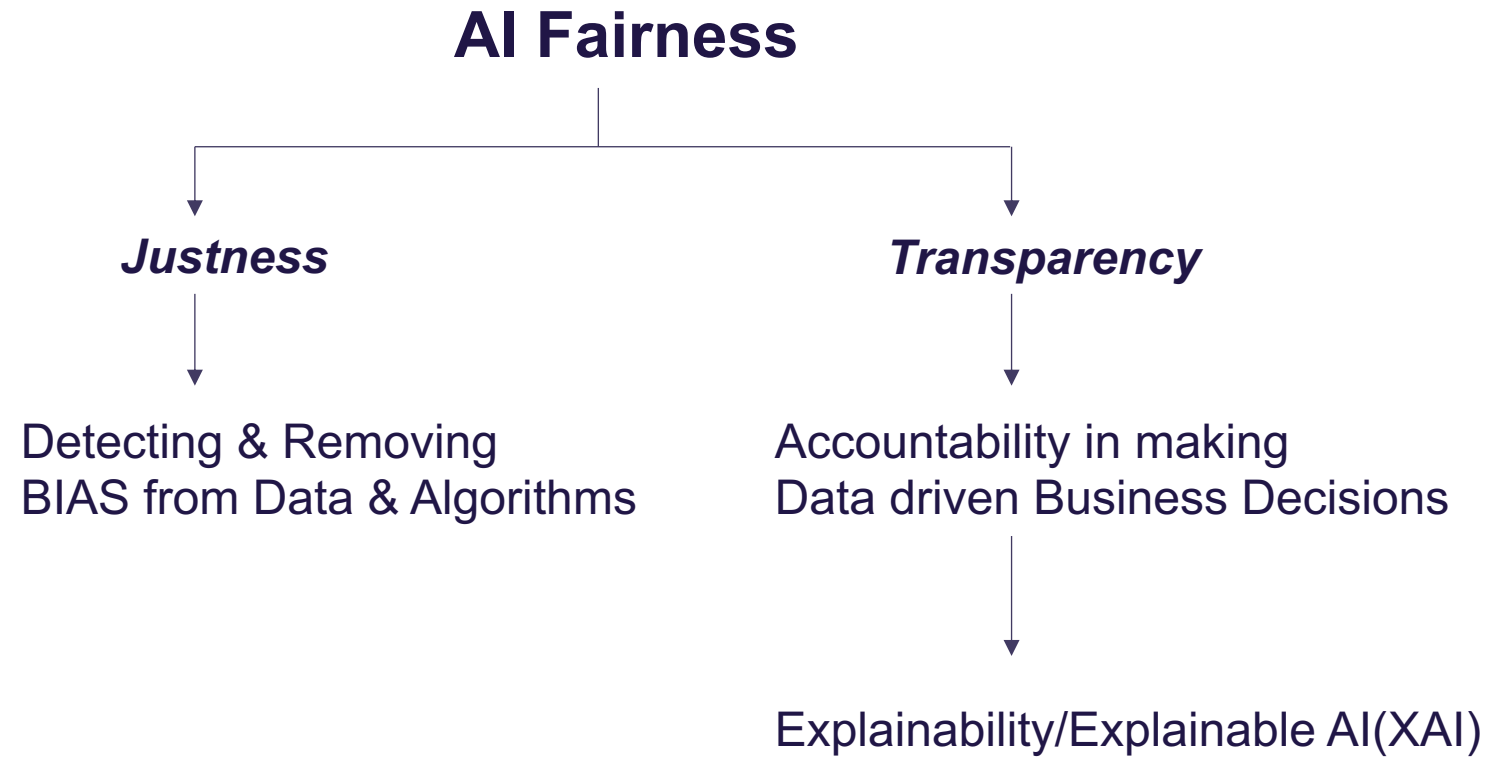 AI Fairness
Justness
Transparency
Detecting & Removing
BIAS from Data & Algorithms
Accountability in making
Data driven Business Decisions
Explainability/Explainable AI(XAI)